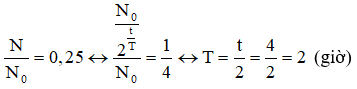 N/N₀ = 0,25 ↔ (N₀/2^(t/T))/N₀ = 1/4 ↔ T = t/2 = 4/2 = 2 (giờ)